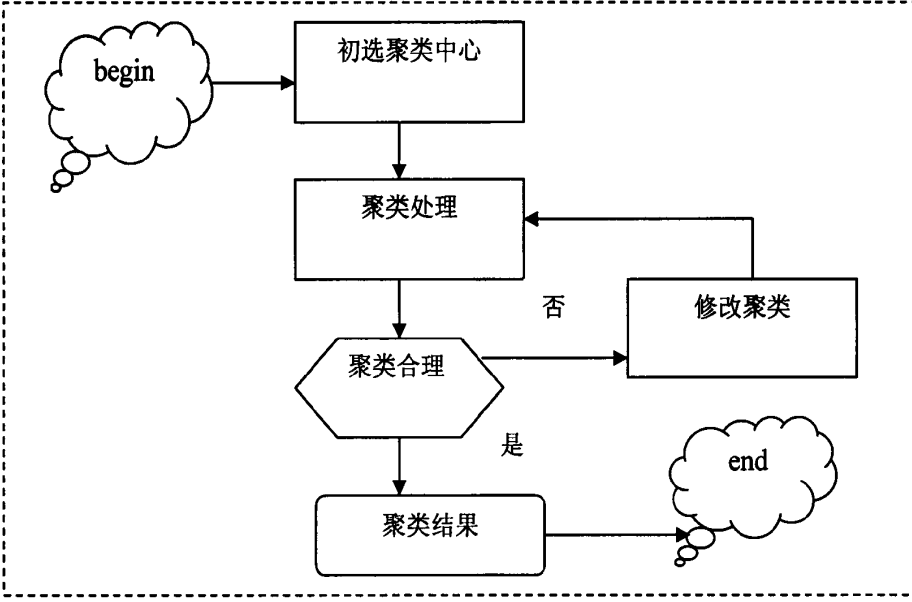 begin
初选聚类中心
聚类处理
否
修改聚类
聚类合理
是
end
聚类结果